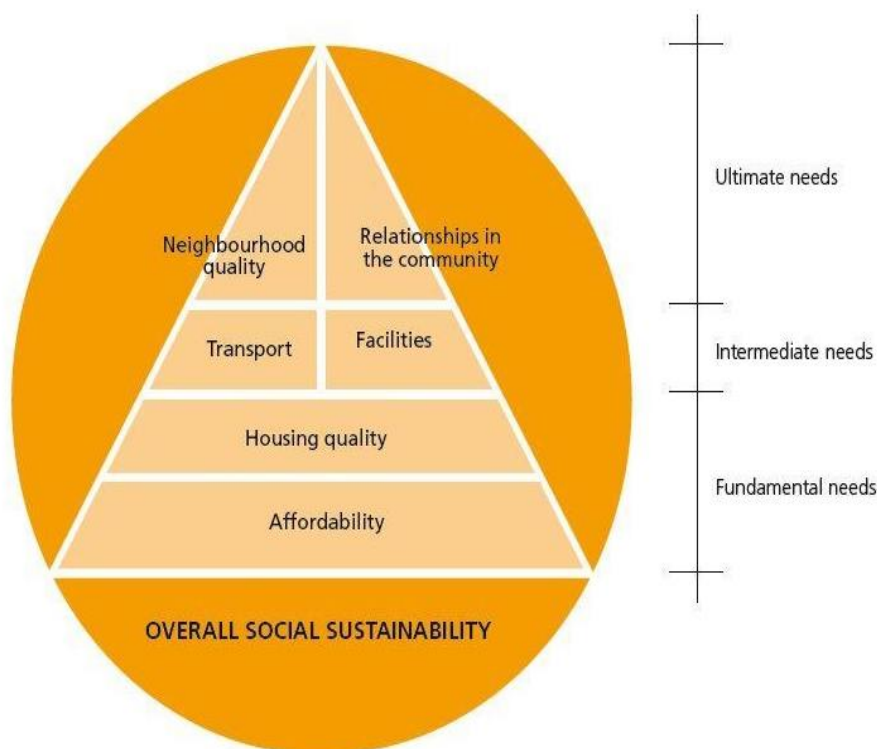 Ultimate needs
Neighbourhood
quality
Relationships in
the community
Transport
Facilities
Intermediate needs
Housing quality
Fundamental needs
Affordability
OVERALL SOCIAL SUSTAINABILITY